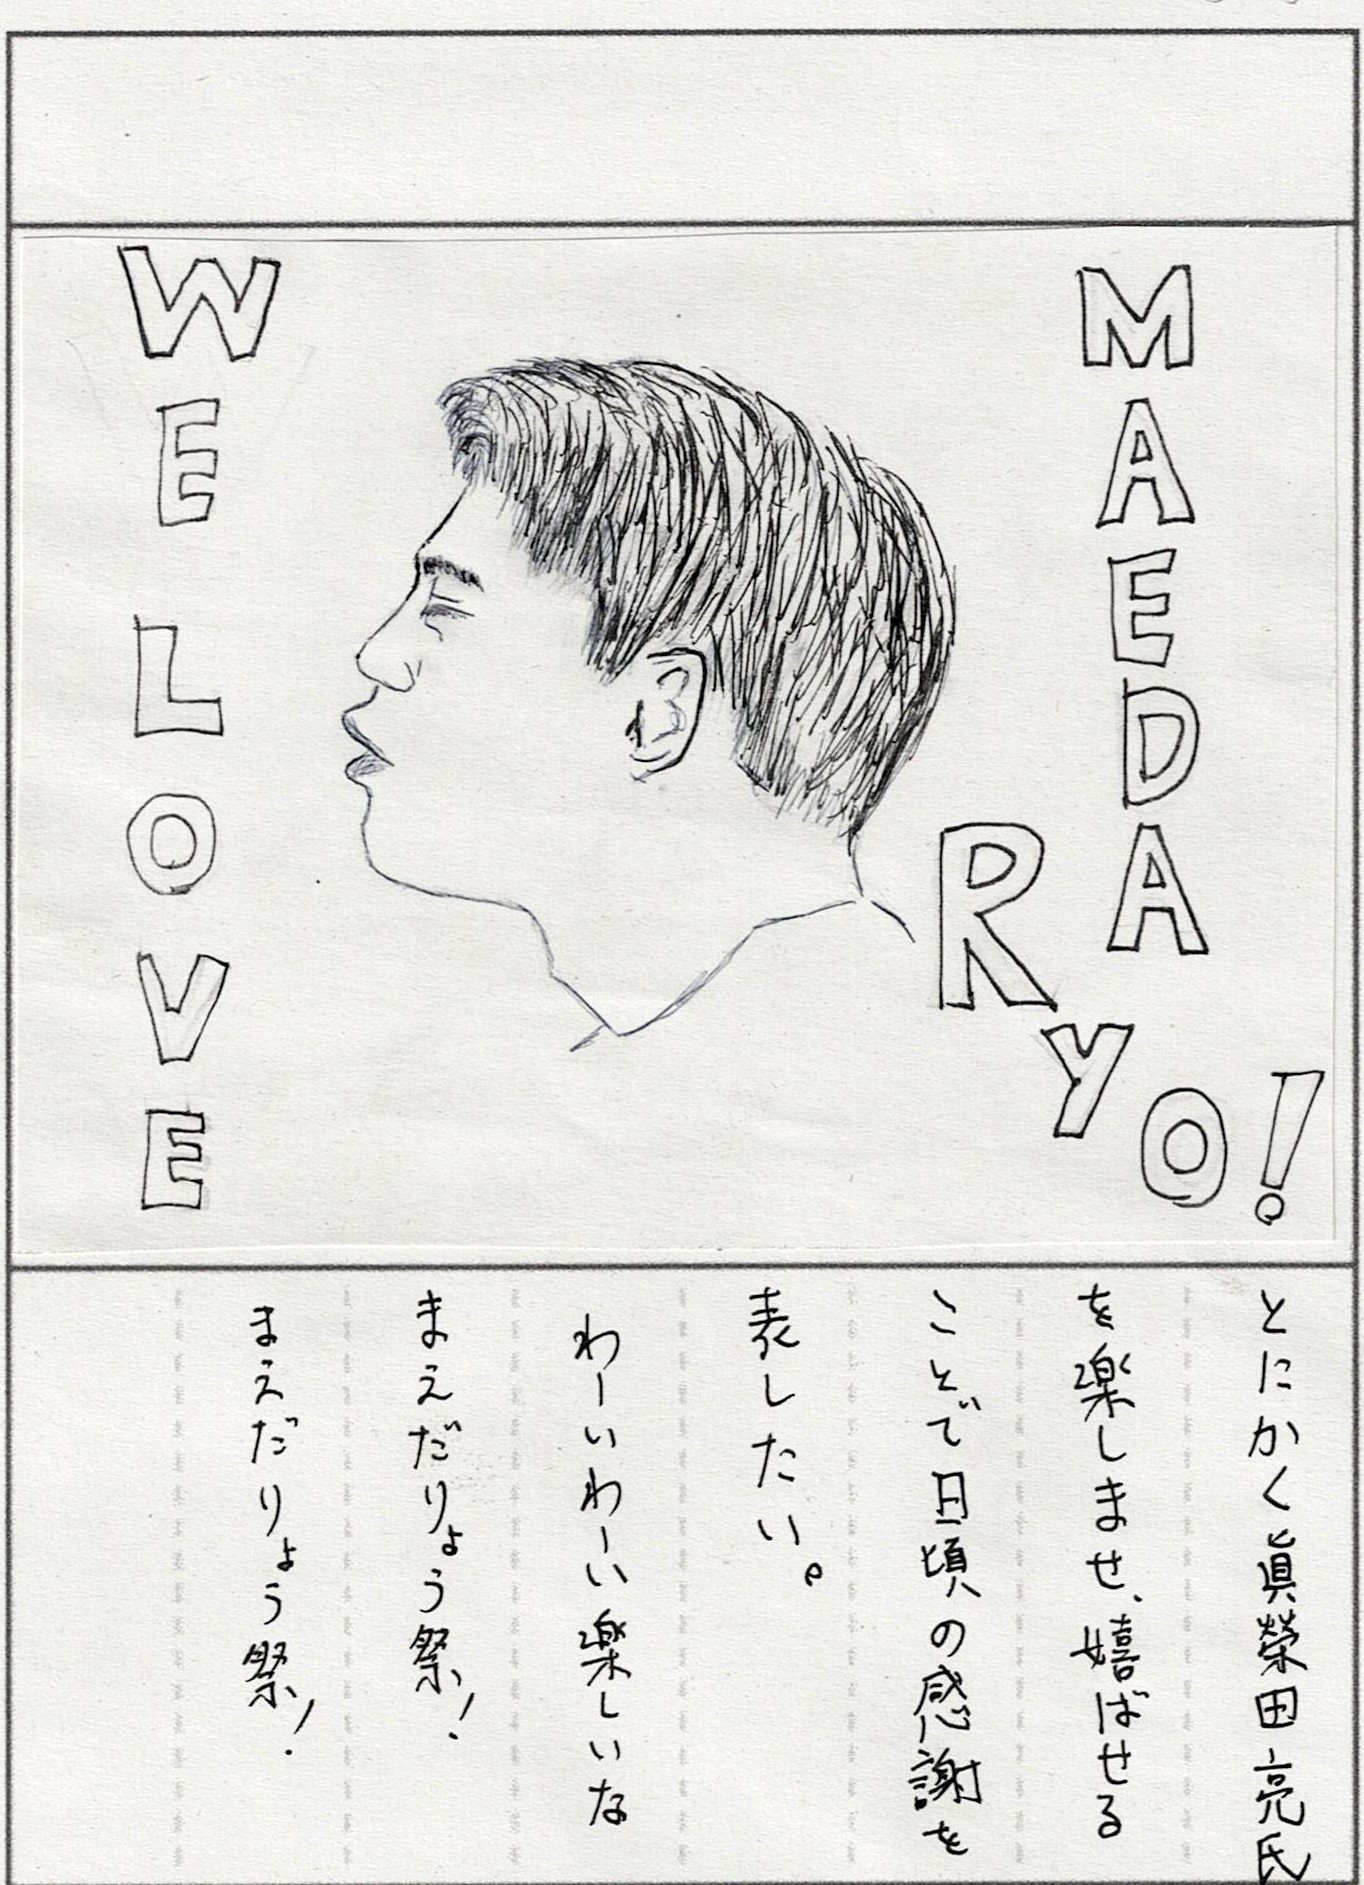 WE LOVE
MAEDA
RYO!
とにかく眞榮田亮氏
を楽しませ、嬉ばせる
ことで日頃の感謝を
表したい。
わーいわーい楽しいな
まえだりょう祭！
まえだりょう祭！